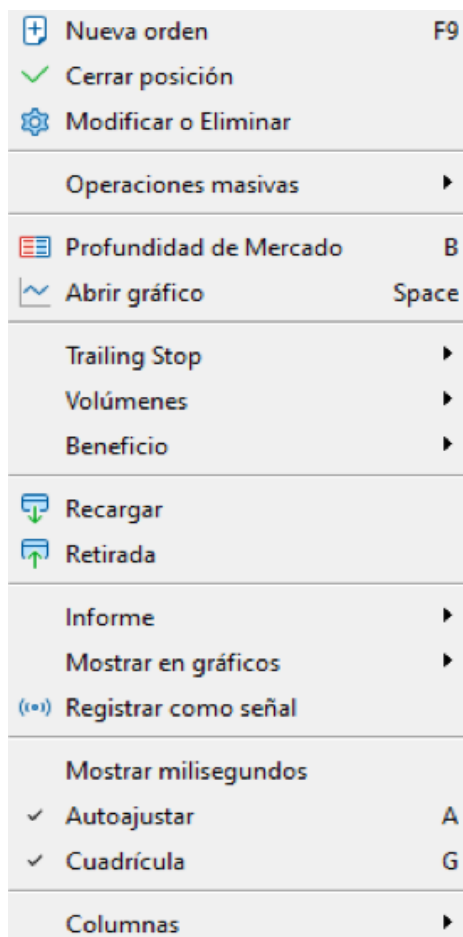 Nueva orden F9
Cerrar posición
Modificar o Eliminar
Operaciones masivas
Profundidad de Mercado B
Abrir gráfico Space
Trailing Stop
Volúmenes
Beneficio
Recargar
Retirada
Informe
Mostrar en gráficos
Registrar como señal
Mostrar milisegundos
Autoajustar A
Cuadrícula G
Columnas